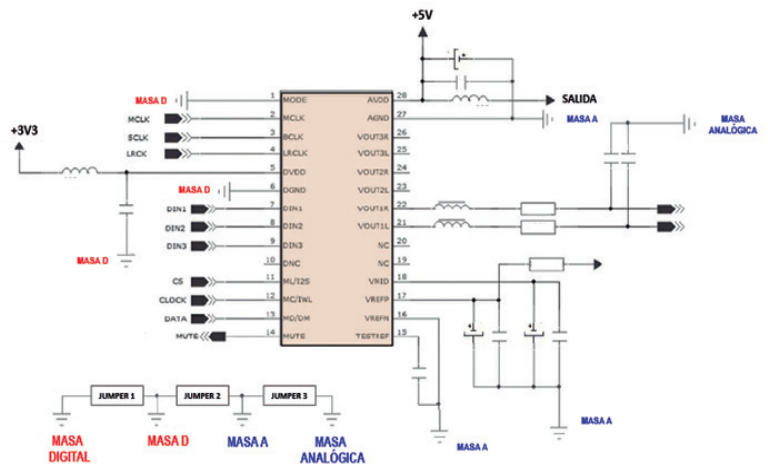 +5V
SALIDA
MASA D
1 MODE AVDD 28
MCLK 2 MCLK AGND 27
MASA A
MASA
ANALÓGICA
+3V3
SCLK 3 BCLK VOUT3R 26
LRCK 4 LRCLK VOUT3L 25
5 DVDD VOUT2R 24
MASA D
6 DGND VOUT2L 23
DIN1 7 DIN1 VOUT1R 22
DIN2 8 DIN2 VOUT1L 21
DIN3 9 DIN3 NC 20
MASA D
10 DNC NC 19
CS 11 ML/I2S VMID 18
CLOCK 12 MC/IWL VREFP 17
DATA 13 MD/DM VREFN 16
MUTE 14 MUTE TESTREF 15
JUMPER 1 JUMPER 2 JUMPER 3
MASA
DIGITAL
MASA D
MASA A
MASA
ANALÓGICA
MASA A
MASA A